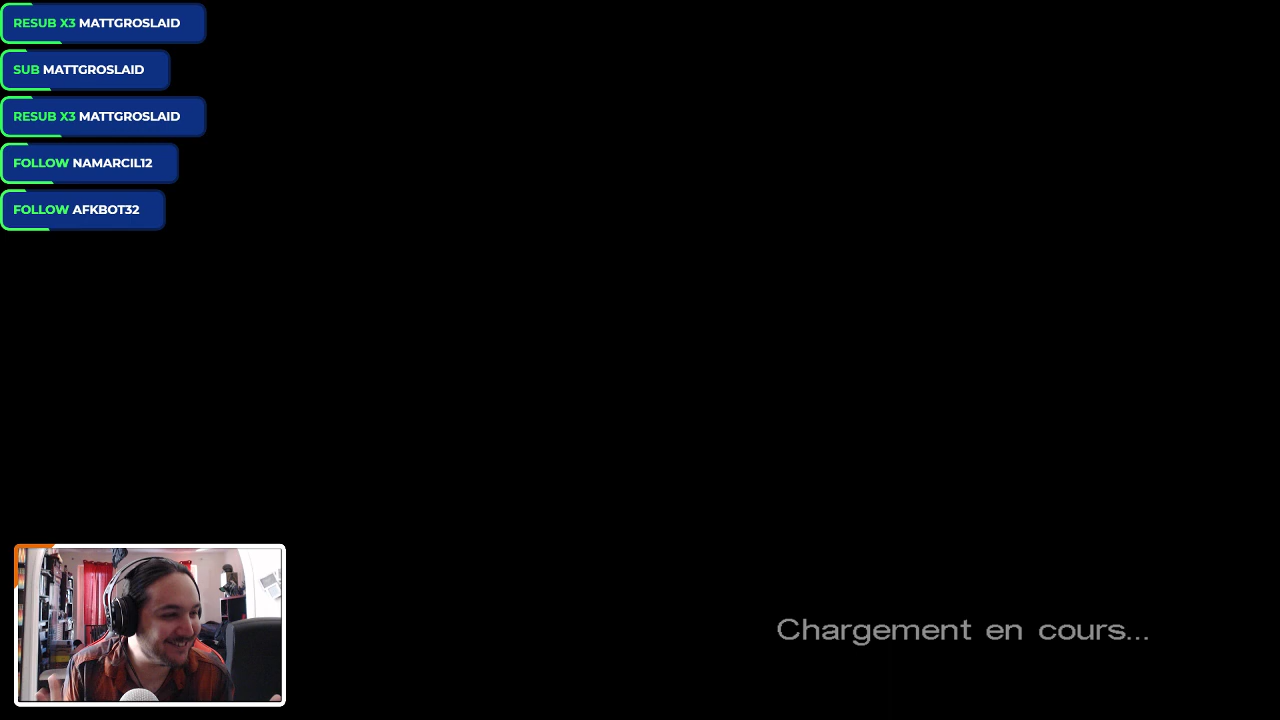 RESUB X3 MATTGROSLAID
SUB MATTGROSLAID
RESUB X3 MATTGROSLAID
FOLLOW NAMARCIL12
FOLLOW AFKBOT32
Chargement en cours...